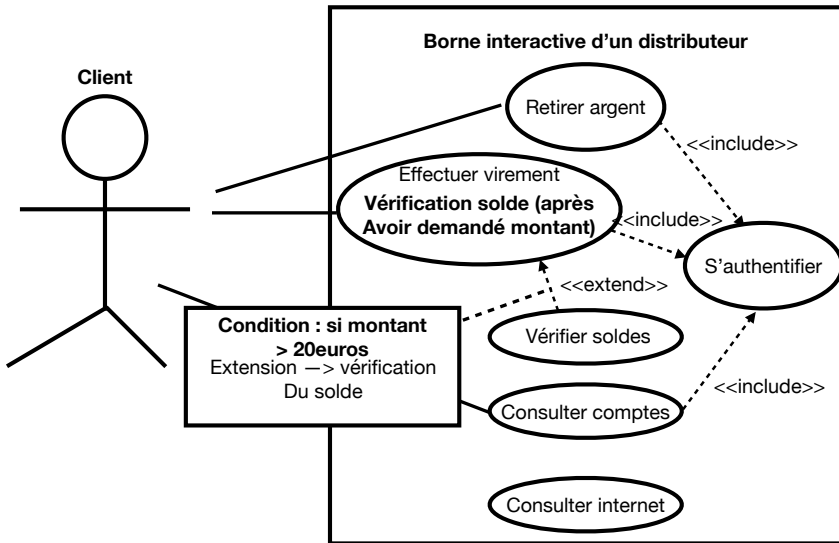 Borne interactive d'un distributeur
Client
Retirer argent
<<include>>
Effectuer virement
Vérification solde (après
Avoir demandé montant)
<<include>>
S'authentifier
<<extend>>
Condition : si montant
> 20euros
Extension —> vérification
Du solde
Vérifier soldes
<<include>>
Consulter comptes
Consulter internet